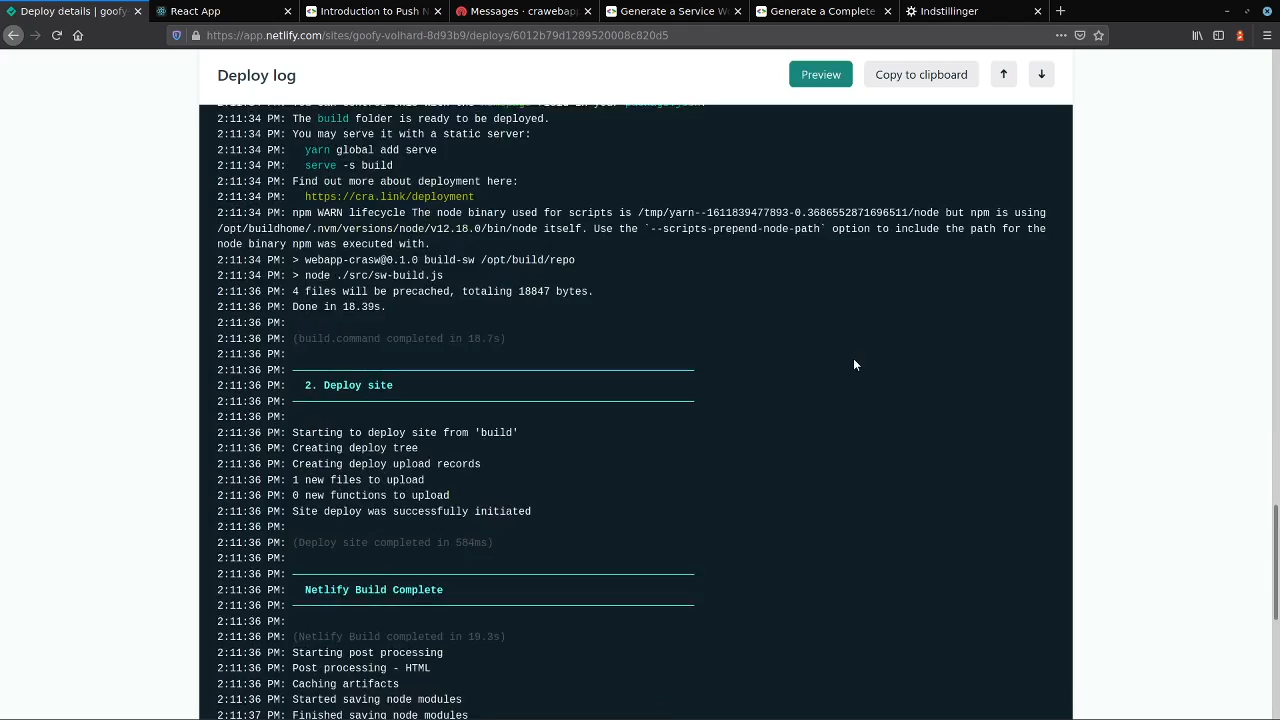 Deploy details | goofy
React App
Introduction to Push N
Messages · crawebapp
Generate a Service W
Generate a Complete
Indstillinger
https://app.netlify.com/sites/goofy-volhard-8d93b9/deploys/6012b79d1289520008c820d5
Deploy log
Preview
Copy to clipboard
2:11:34 PM: You can control this with the homepage field in your package.json.
2:11:34 PM: The build folder is ready to be deployed.
2:11:34 PM: You may serve it with a static server:
2:11:34 PM: yarn global add serve
2:11:34 PM: serve -s build
2:11:34 PM: Find out more about deployment here:
2:11:34 PM: https://cra.link/deployment
2:11:34 PM: npm WARN lifecycle The node binary used for scripts is /tmp/yarn--1611839477893-0.3686552871696511/node but npm is using
/opt/buildhome/.nvm/versions/node/v12.18.0/bin/node itself. Use the `--scripts-prepend-node-path` option to include the path for the
node binary npm was executed with.
2:11:34 PM: > webapp-crasw@0.1.0 build-sw /opt/build/repo
2:11:34 PM: > node ./src/sw-build.js
2:11:36 PM: 4 files will be precached, totaling 18847 bytes.
2:11:36 PM: Done in 18.39s.
2:11:36 PM:
2:11:36 PM: (build.command completed in 18.7s)
2:11:36 PM:
2:11:36 PM:
2:11:36 PM: 2. Deploy site
2:11:36 PM:
2:11:36 PM:
2:11:36 PM: Starting to deploy site from 'build'
2:11:36 PM: Creating deploy tree
2:11:36 PM: Creating deploy upload records
2:11:36 PM: 1 new files to upload
2:11:36 PM: 0 new functions to upload
2:11:36 PM: Site deploy was successfully initiated
2:11:36 PM:
2:11:36 PM: (Deploy site completed in 584ms)
2:11:36 PM:
2:11:36 PM:
2:11:36 PM: Netlify Build Complete
2:11:36 PM:
2:11:36 PM:
2:11:36 PM: (Netlify Build completed in 19.3s)
2:11:36 PM: Starting post processing
2:11:36 PM: Post processing - HTML
2:11:36 PM: Caching artifacts
2:11:36 PM: Started saving node modules
2:11:37 PM: Finished saving node modules